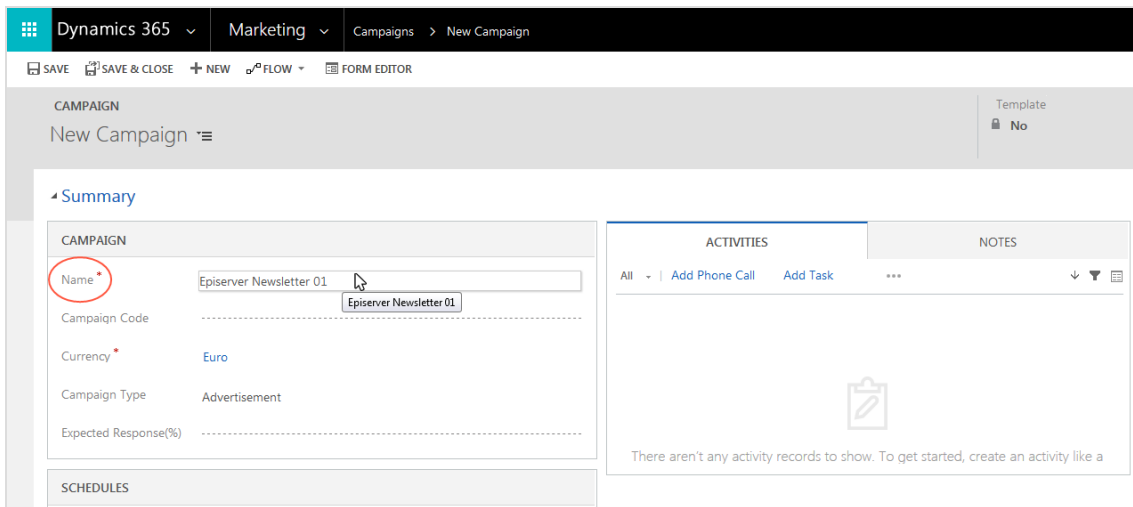 Dynamics 365 Marketing Campaigns > New Campaign
SAVE SAVE & CLOSE + NEW FLOW FORM EDITOR
CAMPAIGN
New Campaign
Template
No
Summary
CAMPAIGN
Name *
Episerver Newsletter 01
Episerver Newsletter 01
Campaign Code
Currency *
Euro
Campaign Type
Advertisement
Expected Response(%)
SCHEDULES
ACTIVITIES NOTES
All | Add Phone Call Add Task ...
There aren't any activity records to show. To get started, create an activity like a